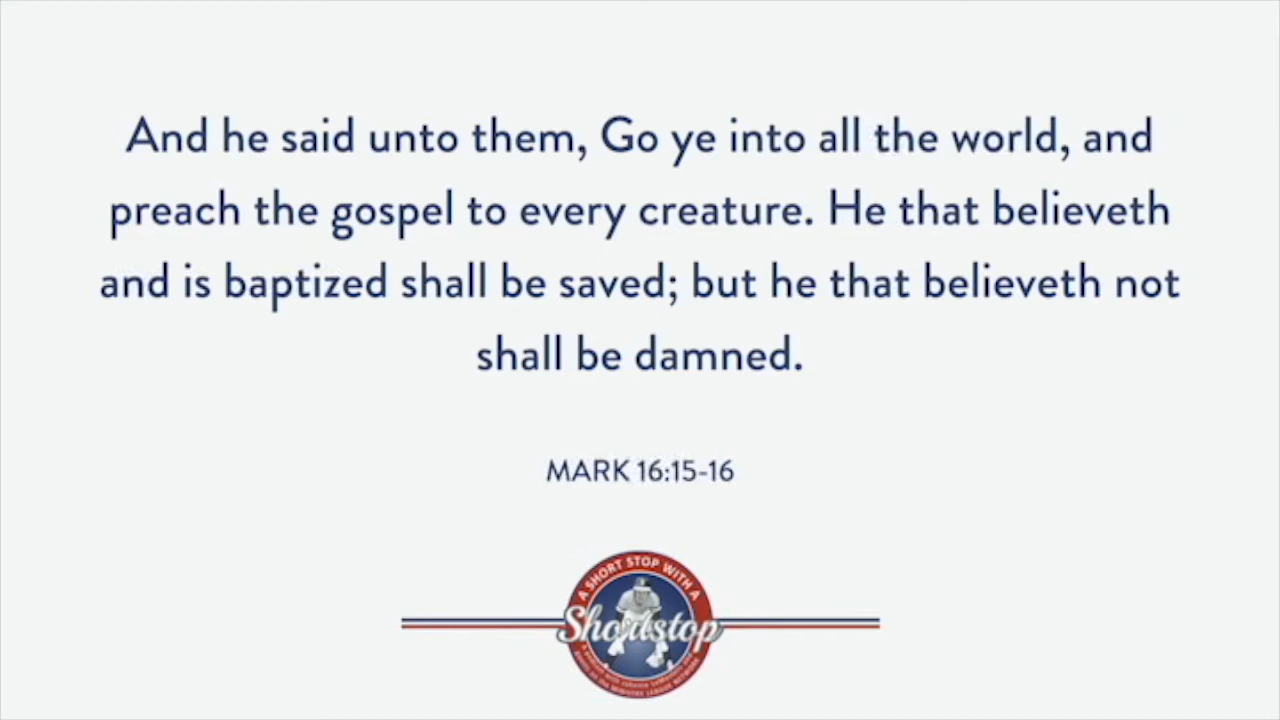 And he said unto them, Go ye into all the world, and
preach the gospel to every creature. He that believeth
and is baptized shall be saved; but he that believeth not
shall be damned.
MARK 16:15-16
A SHORT STOP WITH A
Shortstop